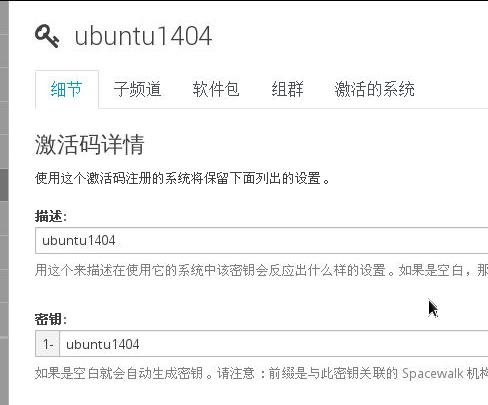 ubuntu1404
细节 子频道 软件包 组群 激活的系统
激活码详情
使用这个激活码注册的系统将保留下面列出的设置。
描述:
ubuntu1404
用这个来描述在使用它的系统中该密钥会反应出什么样的设置。如果是空白，那
密钥:
1- ubuntu1404
如果是空白就会自动生成密钥。请注意：前缀是与此密钥关联的 Spacewalk 机构